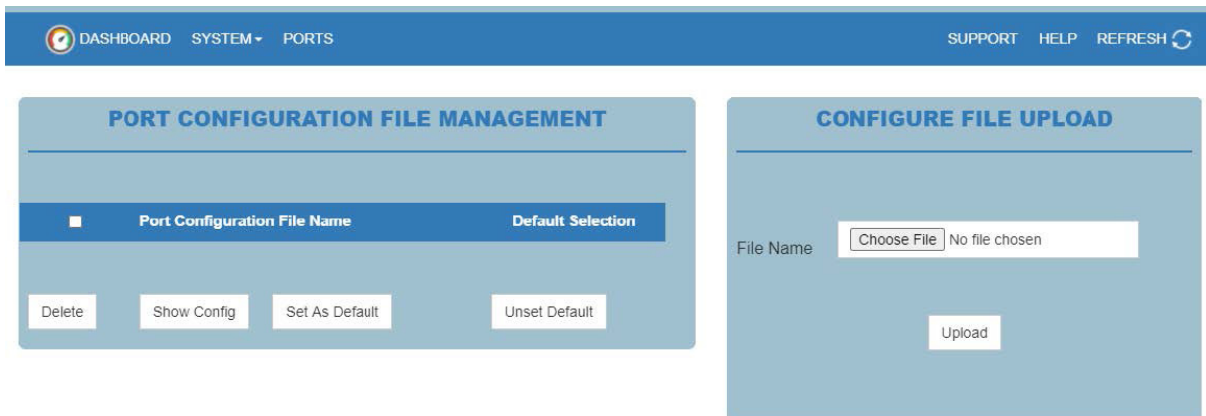 DASHBOARD SYSTEM PORTS SUPPORT HELP REFRESH
PORT CONFIGURATION FILE MANAGEMENT
Port Configuration File Name Default Selection
Delete Show Config Set As Default Unset Default
CONFIGURE FILE UPLOAD
File Name Choose File No file chosen
Upload